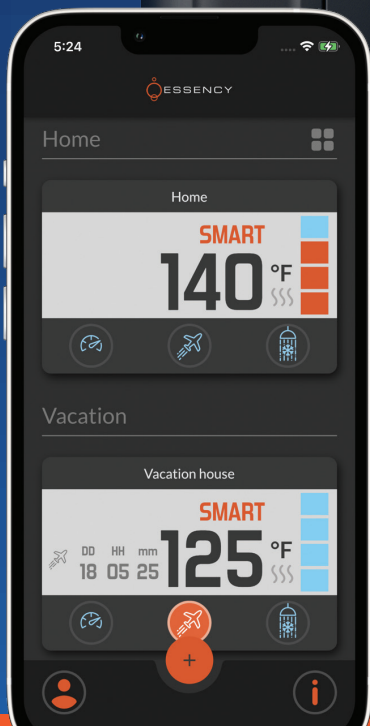 5:24
ESSENCY
Home
Home
SMART
140 °F
Vacation
Vacation house
SMART
DD HH mm
18 05 25
125 °F
+
i